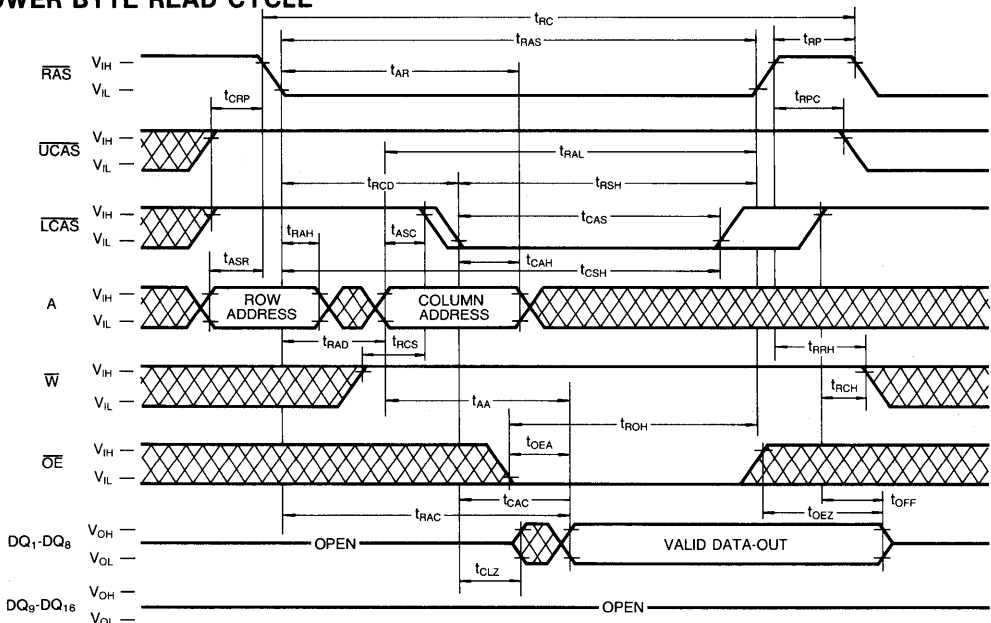 OWER BYTE READ CYCLE
tRC
tRAS
tRP
tAR
RAS
VIH
VIL
tCRP
tRPC
UCAS
VIH
VIL
tRAL
tRCD
tRSH
LCAS
VIH
VIL
tCAS
tRAH
tASC
tCAH
tASR
tCSH
A
VIH
VIL
ROW
ADDRESS
COLUMN
ADDRESS
tRAD
tRCS
tRRH
W
VIH
VIL
tRCH
tAA
tROH
tOEA
OE
VIH
VIL
tCAC
tOFF
tRAC
tOEZ
DQ1-DQ8
VOH
VOL
OPEN
VALID DATA-OUT
tCLZ
DQ9-DQ16
VOH
VOL
OPEN